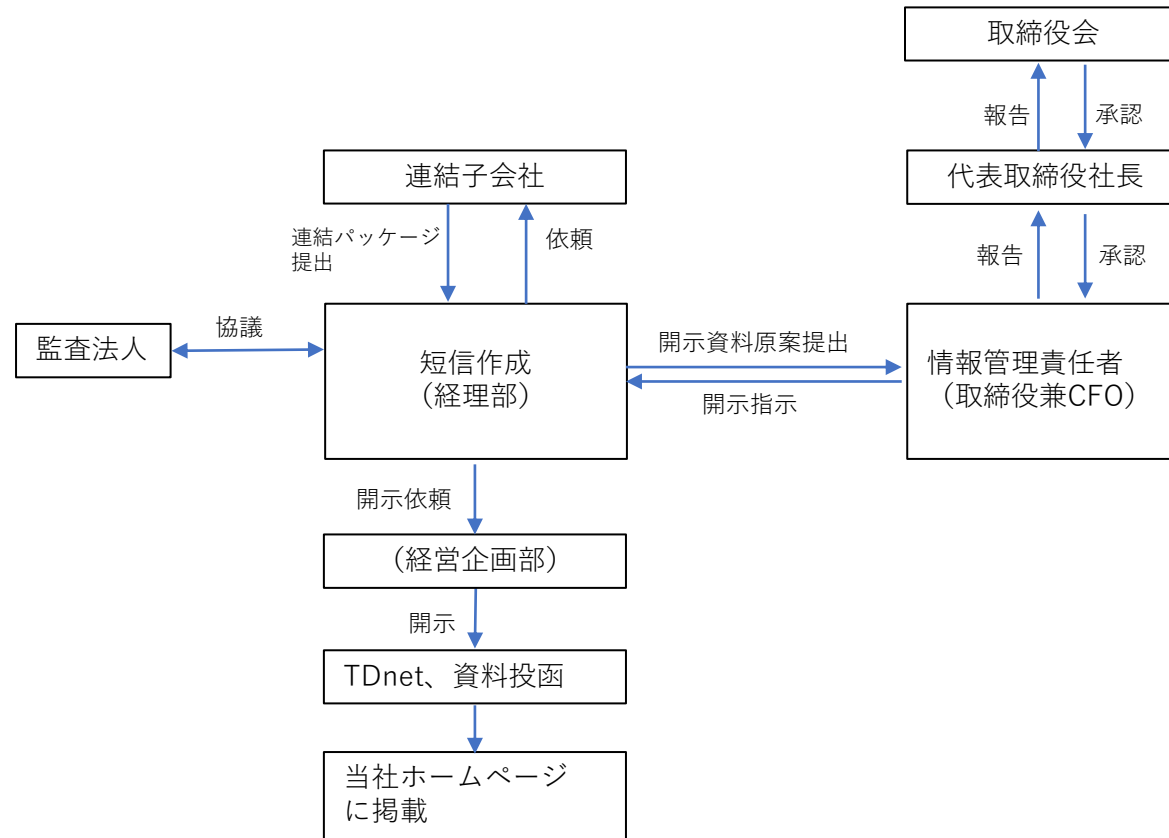 取締役会
報告
承認
連結子会社
代表取締役社長
連結パッケージ
提出
依頼
報告
承認
監査法人
協議
短信作成
（経理部）
開示資料原案提出
開示指示
情報管理責任者
（取締役兼CFO）
開示依頼
（経営企画部）
開示
TDnet、資料投函
当社ホームページ
に掲載